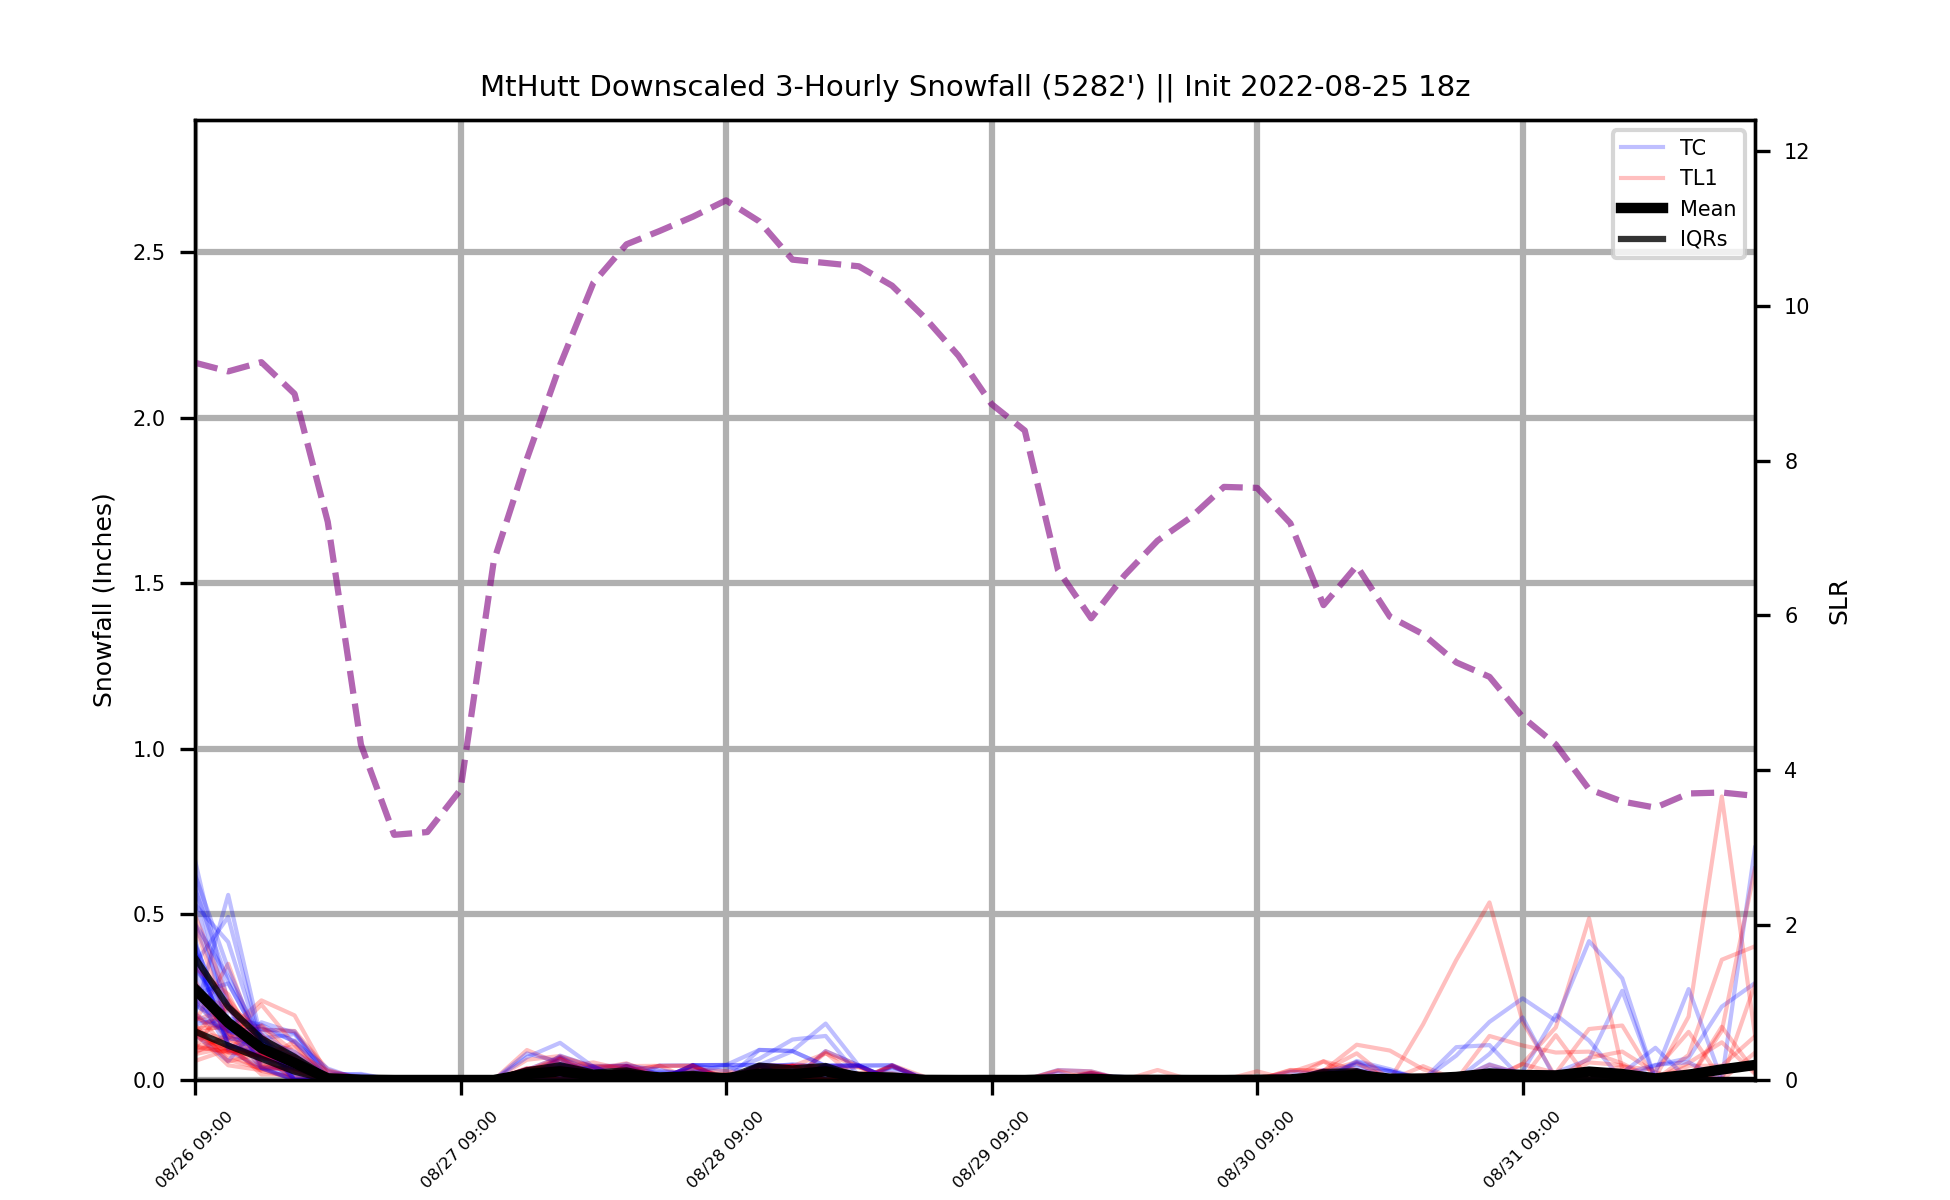 MtHutt Downscaled 3-Hourly Snowfall (5282') || Init 2022-08-25 18z
TC
TL1
Mean
IQRs
Snowfall (Inches)
2.5
2.0
1.5
1.0
0.5
0.0
12
10
8
6
4
2
0
SLR
08/26 09:00
08/27 09:00
08/28 09:00
08/29 09:00
08/30 09:00
08/31 09:00